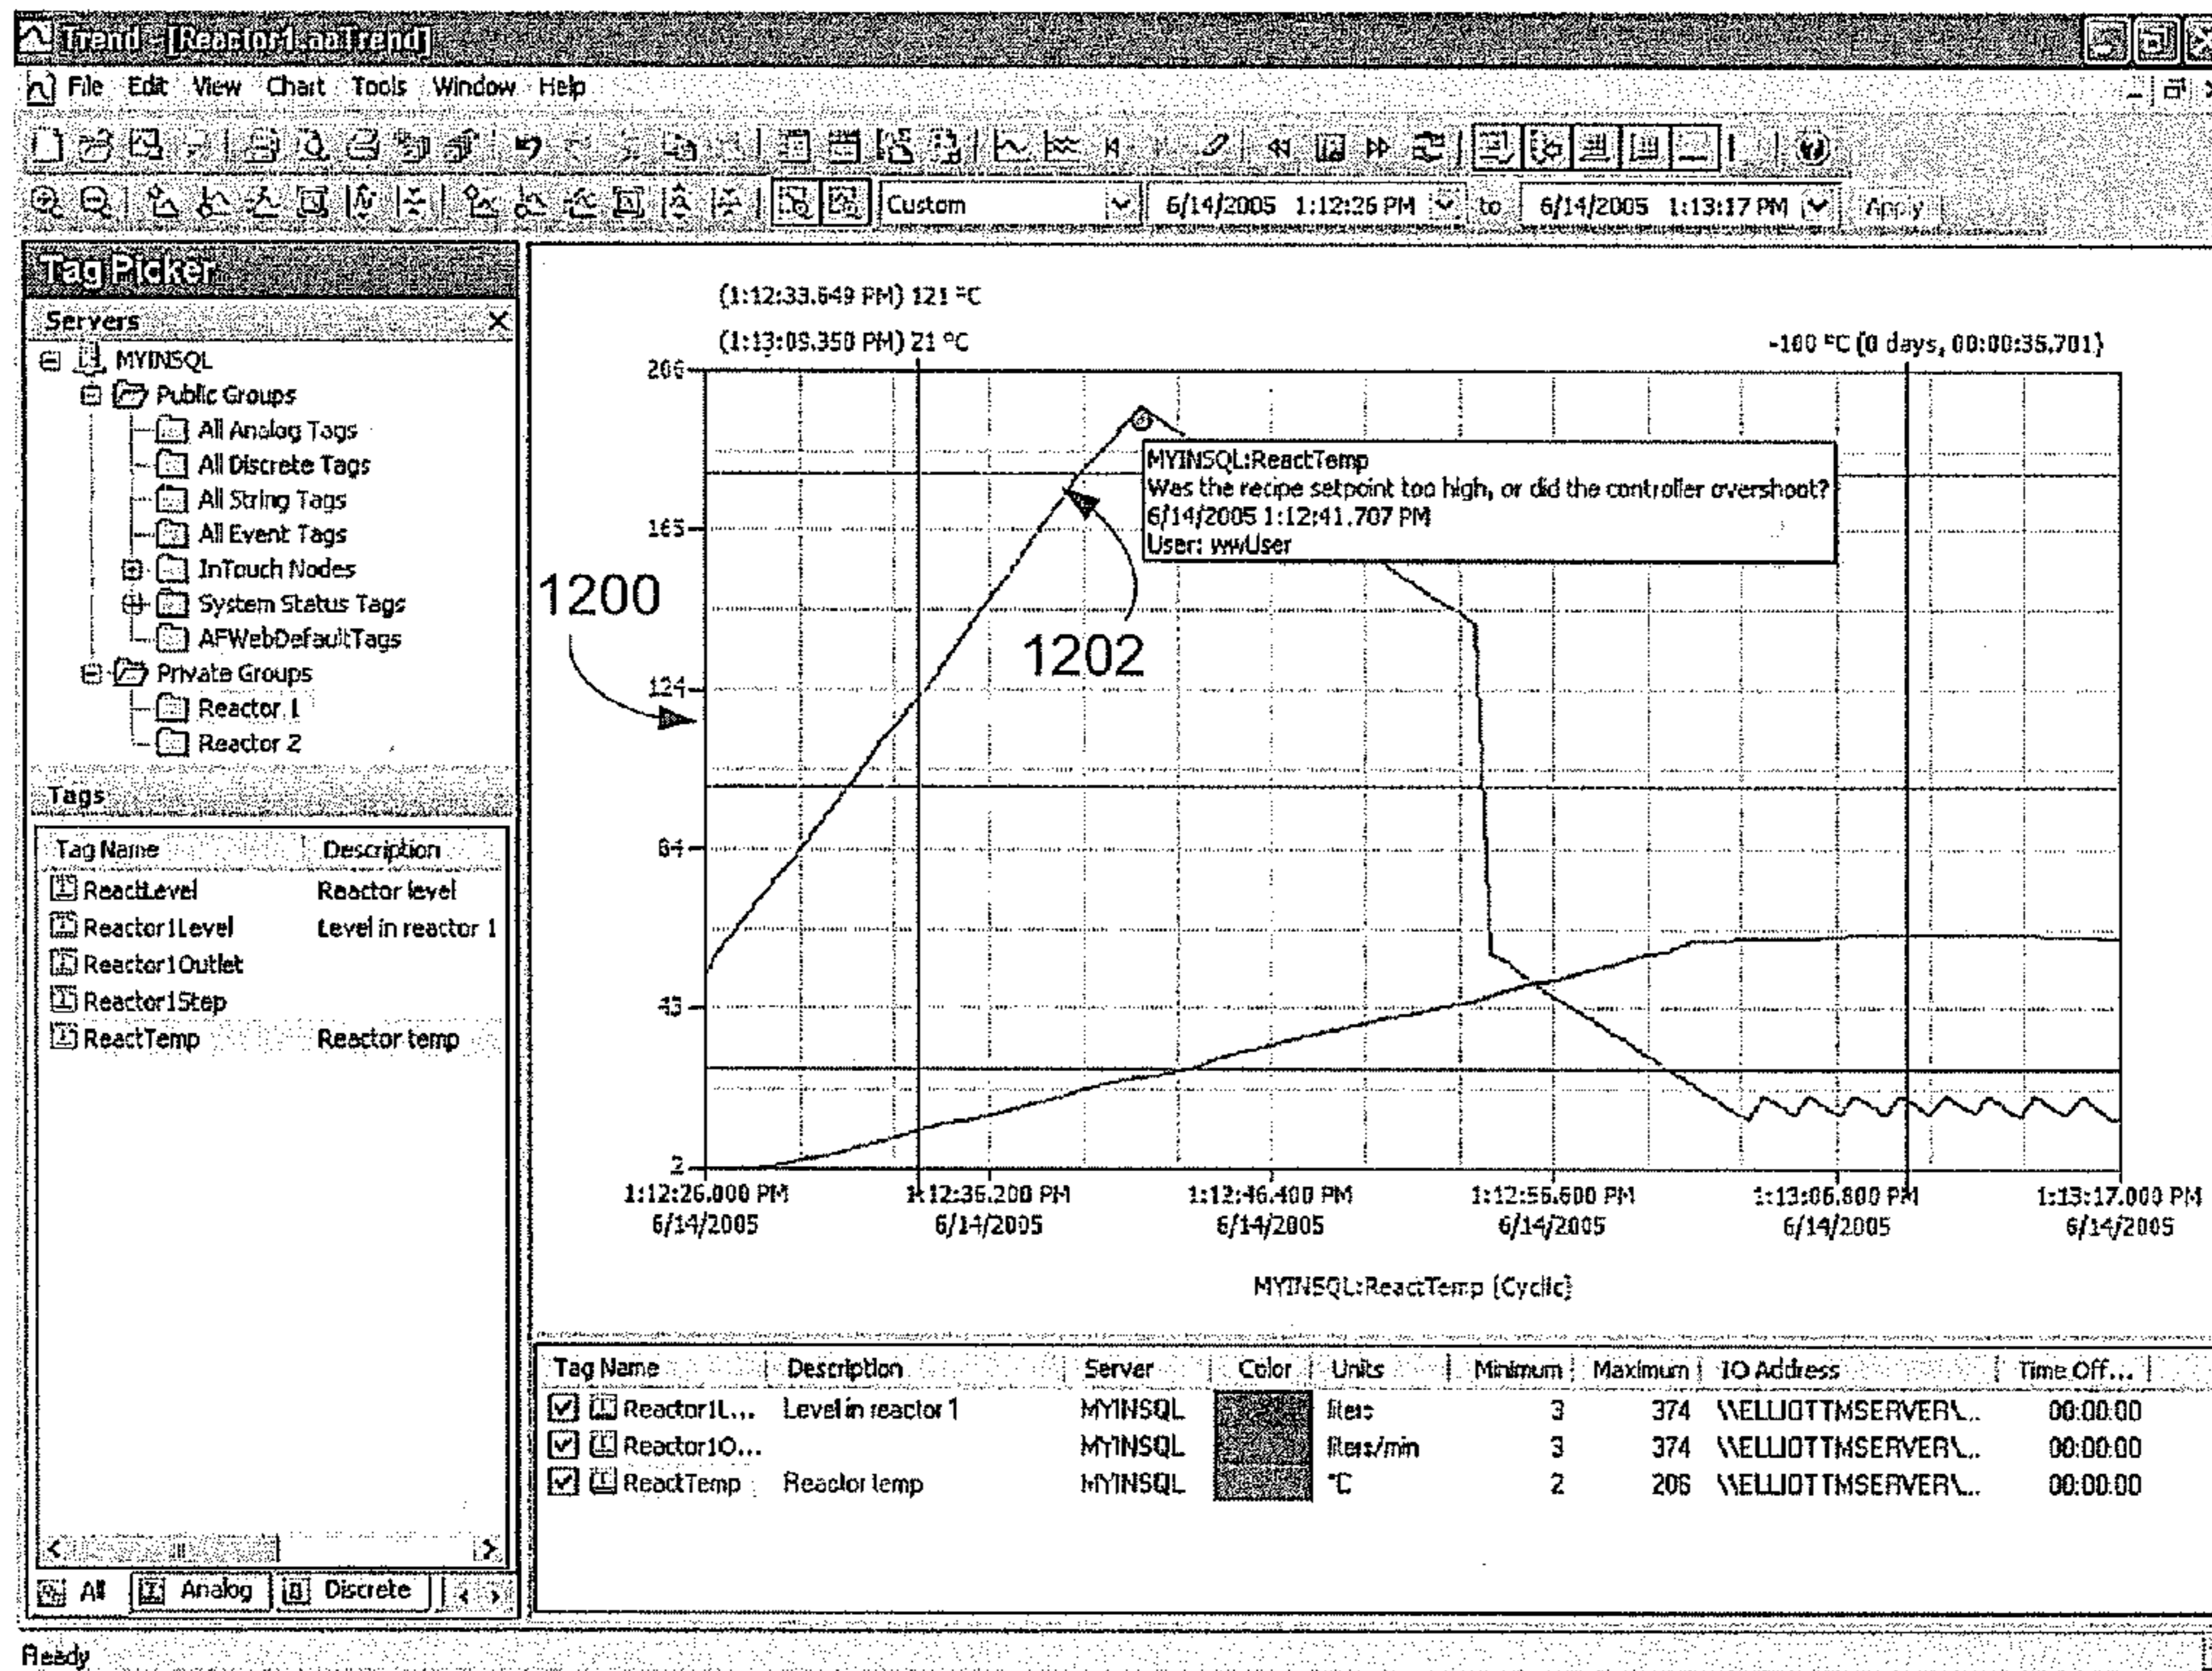 Trend - [Reactor1.aaTrend]
File Edit View Chart Tools Window Help
Custom 6/14/2005 1:12:26 PM to 6/14/2005 1:13:17 PM Apply
Tag Picker
Servers
MYINSQL
Public Groups
All Analog Tags
All Discrete Tags
All String Tags
All Event Tags
InTouch Nodes
System Status Tags
AFWebDefaultTags
Private Groups
Reactor 1
Reactor 2
Tags
Tag Name Description
ReactLevel Reactor level
Reactor1Level Level in reactor 1
Reactor1Outlet
Reactor1Step
ReactTemp Reactor temp
All Analog Discrete
(1:12:33.649 PM) 121 °C
(1:13:09.350 PM) 21 °C
-100 °C (0 days, 00:00:35.701)
206
MYINSQL:ReactTemp
Was the recipe setpoint too high, or did the controller overshoot?
6/14/2005 1:12:41.707 PM
User: wwUser
165
1200
1202
124
84
43
2
1:12:26.000 PM 1:12:36.200 PM 1:12:46.400 PM 1:12:56.600 PM 1:13:06.800 PM 1:13:17.000 PM
6/14/2005 6/14/2005 6/14/2005 6/14/2005 6/14/2005 6/14/2005
MYINSQL:ReactTemp (Cyclic)
Tag Name Description Server Color Units Minimum Maximum IO Address Time Off...
Reactor1L... Level in reactor 1 MYINSQL liters 3 374 \\ELLIOTTMSERVER\... 00:00:00
Reactor1O... MYINSQL liters/min 3 374 \\ELLIOTTMSERVER\... 00:00:00
ReactTemp Reactor temp MYINSQL °C 2 206 \\ELLIOTTMSERVER\... 00:00:00
Ready